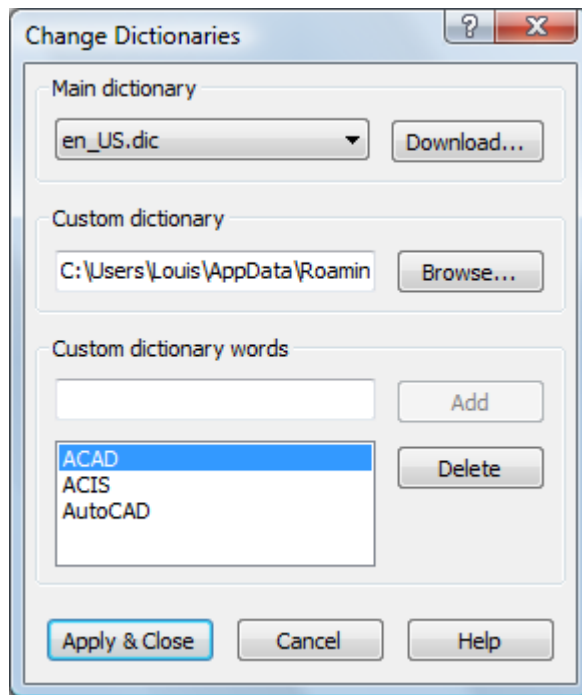 Change Dictionaries
Main dictionary
en_US.dic
Download...
Custom dictionary
C:\Users\Louis\AppData\Roamin
Browse...
Custom dictionary words
Add
ACAD
Delete
ACIS
AutoCAD
Apply & Close
Cancel
Help